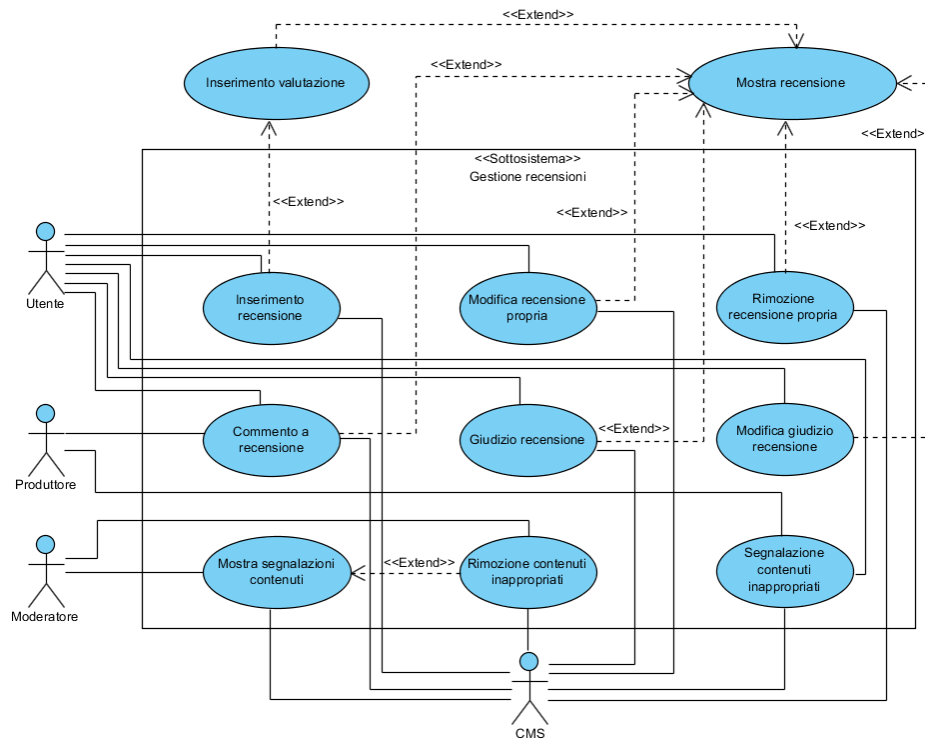 <<Extend>>
Inserimento valutazione
<<Extend>>
Mostra recensione
<<Extend>>
<<Sottosistema>>
Gestione recensioni
<<Extend>>
<<Extend>>
<<Extend>>
Utente
Inserimento
recensione
Modifica recensione
propria
Rimozione
recensione propria
Produttore
Commento a
recensione
Giudizio recensione
<<Extend>>
Modifica giudizio
recensione
Moderatore
Mostra segnalazioni
contenuti
<<Extend>>
Rimozione contenuti
inappropriati
Segnalazione
contenuti
inappropriati
CMS